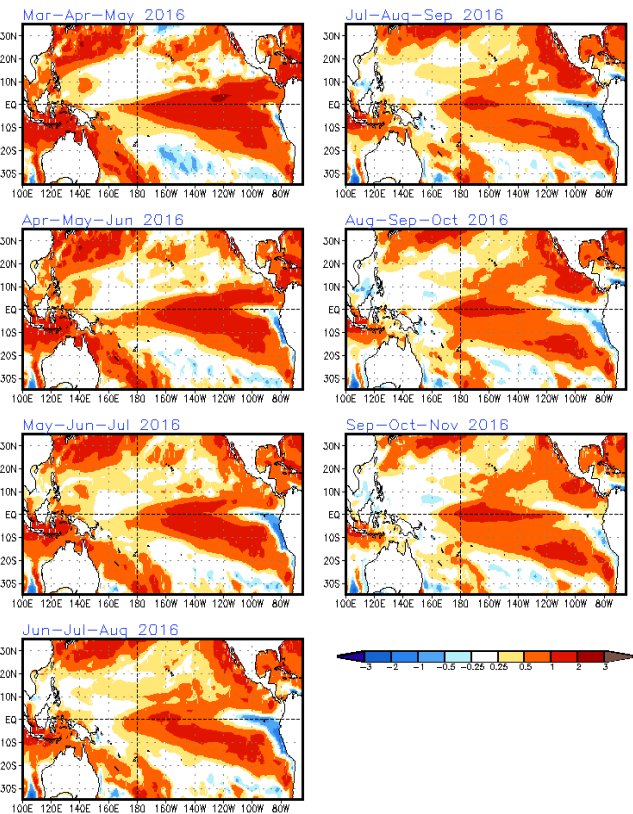 Mar-Apr-May 2016
35N
30N
20N
10N
EQ
10S
20S
30S
100E 120E 140E 160E 180 160W 140W 120W 100W 80W
Apr-May-Jun 2016
35N
30N
20N
10N
EQ
10S
20S
30S
100E 120E 140E 160E 180 160W 140W 120W 100W 80W
May-Jun-Jul 2016
35N
30N
20N
10N
EQ
10S
20S
30S
100E 120E 140E 160E 180 160W 140W 120W 100W 80W
Jun-Jul-Aug 2016
35N
30N
20N
10N
EQ
10S
20S
30S
100E 120E 140E 160E 180 160W 140W 120W 100W 80W
Jul-Aug-Sep 2016
35N
30N
20N
10N
EQ
10S
20S
30S
100E 120E 140E 160E 180 160W 140W 120W 100W 80W
Aug-Sep-Oct 2016
35N
30N
20N
10N
EQ
10S
20S
30S
100E 120E 140E 160E 180 160W 140W 120W 100W 80W
Sep-Oct-Nov 2016
35N
30N
20N
10N
EQ
10S
20S
30S
100E 120E 140E 160E 180 160W 140W 120W 100W 80W
-3 -2 -1 -0.5 -0.25 0.25 0.5 1 2 3